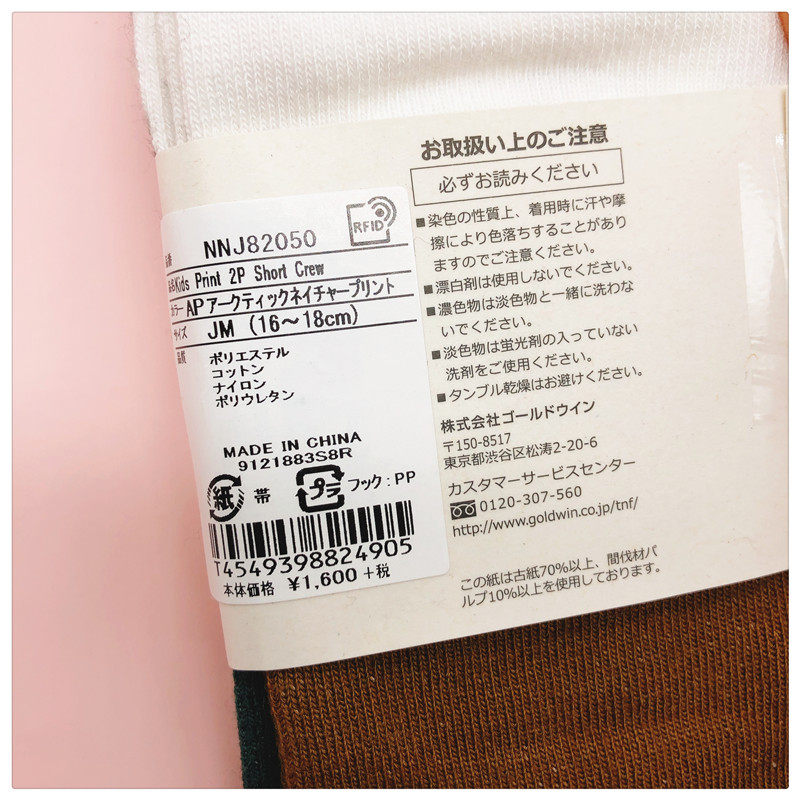 お取扱い上のご注意
必ずお読みください
■染色の性質上、着用時に汗や摩
擦により色落ちすることがあり
ますのでご注意ください。
■漂白剤は使用しないでください。
■濃色物は淡色物と一緒に洗わな
いでください。
■淡色物は蛍光剤の入っていない
洗剤をご使用ください。
■タンブル乾燥はお避けください。
株式会社ゴールドウイン
〒150-8517
東京都渋谷区松涛2-20-6
カスタマーサービスセンター
0120-307-560
http://www.goldwin.co.jp/tnf/
この紙は古紙70%以上、間伐材パ
ルプ10%以上を使用しております。
品番 NNJ82050
RFID
品名 Kids Print 2P Short Crew
カラー AP アークティックネイチャープリント
サイズ JM (16～18cm)
品質 ポリエステル
コットン
ナイロン
ポリウレタン
MADE IN CHINA
9121883S8R
紙 帯 プラ フック:PP
T4549398824905
本体価格 ¥1,600 +税